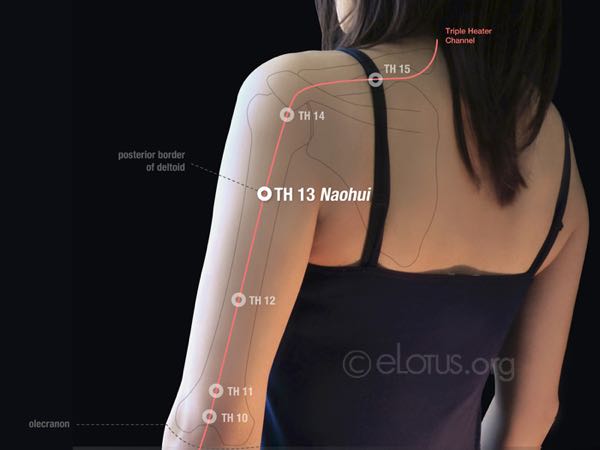 Triple Heater
Channel
TH 15
TH 14
posterior border
of deltoid
TH 13 Naohui
TH 12
© eLotus.org
TH 11
TH 10
olecranon